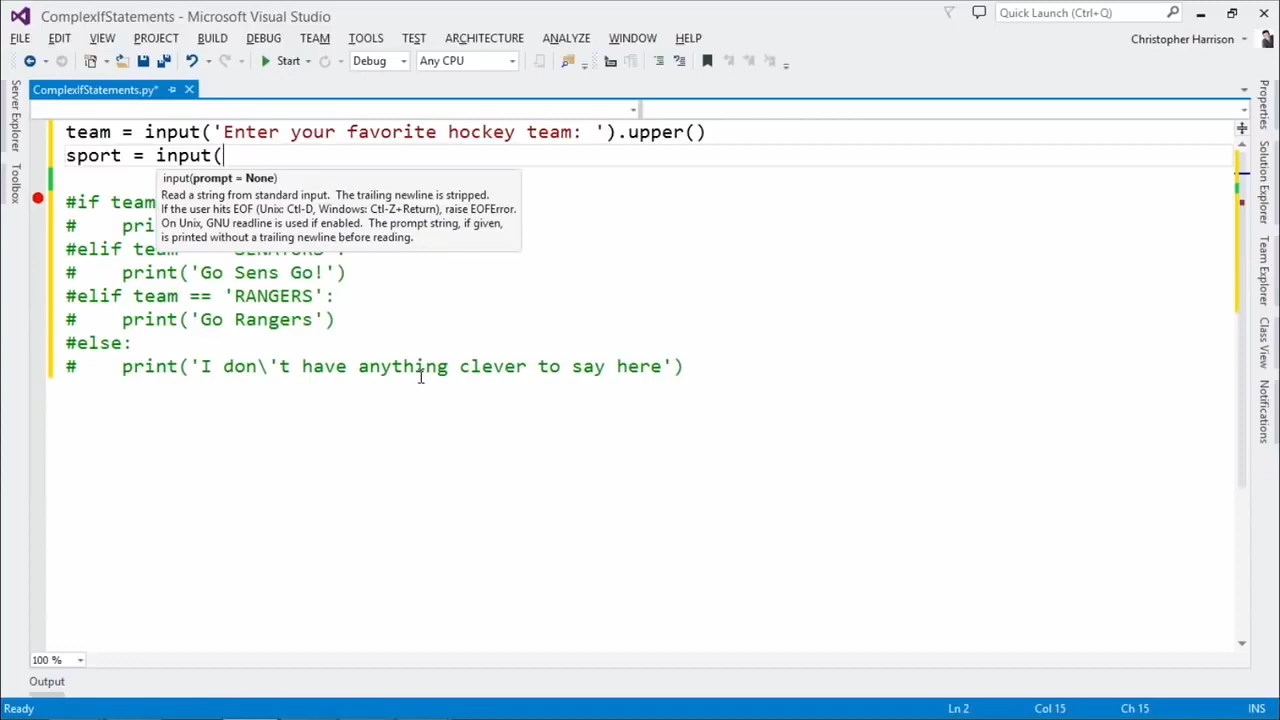 ComplexIfStatements - Microsoft Visual Studio
Quick Launch (Ctrl+Q)
FILE EDIT VIEW PROJECT BUILD DEBUG TEAM TOOLS TEST ARCHITECTURE ANALYZE WINDOW HELP
Christopher Harrison
Start Debug Any CPU
ComplexIfStatements.py*
Server Explorer
Toolbox
team = input('Enter your favorite hockey team: ').upper()
sport = input(
input(prompt = None)
Read a string from standard input. The trailing newline is stripped.
If the user hits EOF (Unix: Ctl-D, Windows: Ctl-Z+Return), raise EOFError.
On Unix, GNU readline is used if enabled. The prompt string, if given,
is printed without a trailing newline before reading.
#if team
# pri
#elif team
# print('Go Sens Go!')
#elif team == 'RANGERS':
# print('Go Rangers')
#else:
# print('I don\'t have anything clever to say here')
Properties
Solution Explorer
Team Explorer
Class View
Notifications
100 %
Output
Ready Ln 2 Col 15 Ch 15 INS